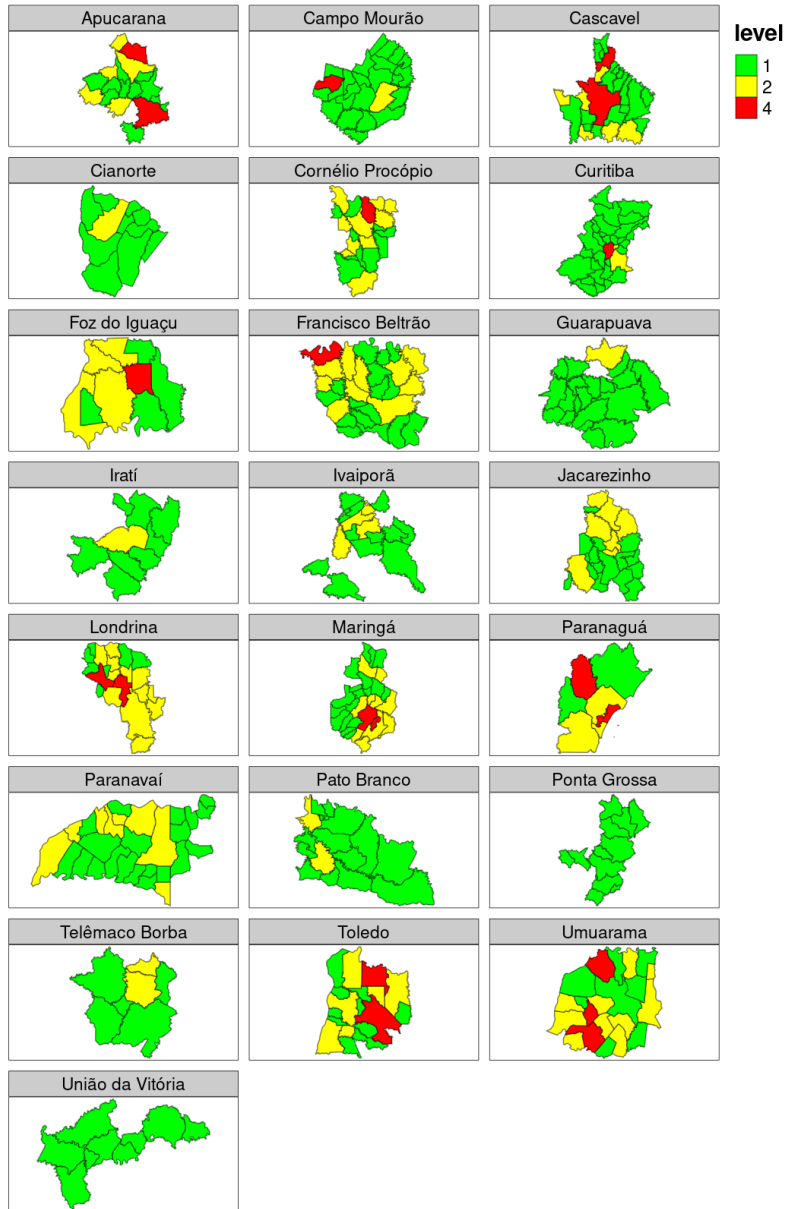 Apucarana
Campo Mourão
Cascavel
level
1
2
4
Cianorte
Cornélio Procópio
Curitiba
Foz do Iguaçu
Francisco Beltrão
Guarapuava
Iratí
Ivaiporã
Jacarezinho
Londrina
Maringá
Paranaguá
Paranavaí
Pato Branco
Ponta Grossa
Telêmaco Borba
Toledo
Umuarama
União da Vitória